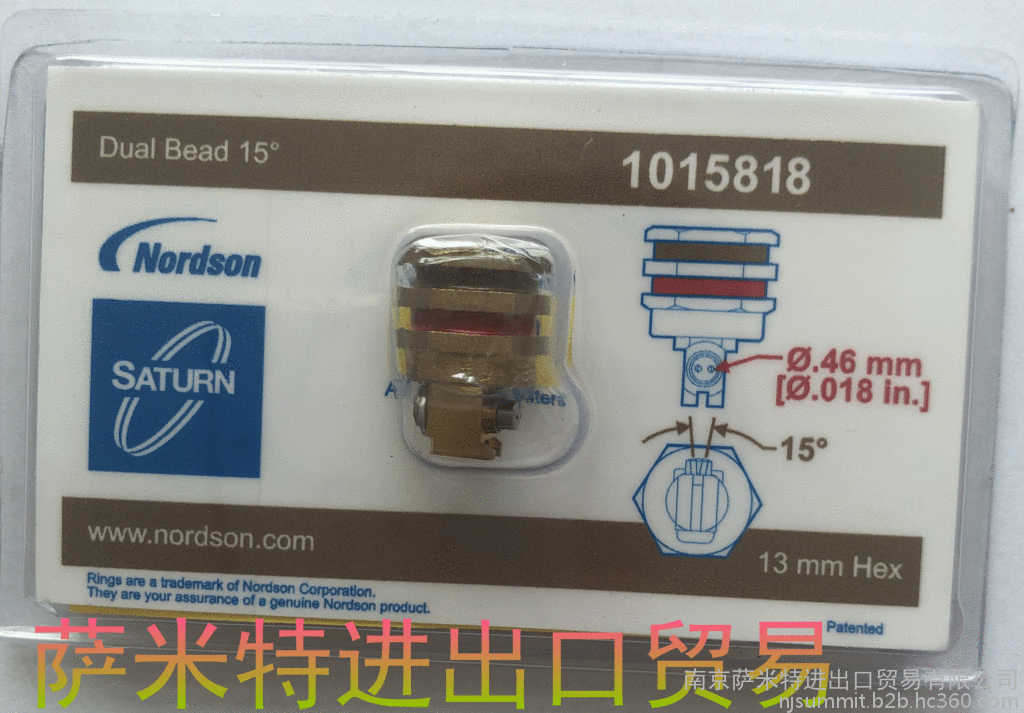 Dual Bead 15°
1015818
Nordson
SATURN
Ø.46 mm
[Ø.018 in.]
15°
www.nordson.com
13 mm Hex
Rings are a trademark of Nordson Corporation.
They are your assurance of a genuine Nordson product.
Patented
萨米特进出口贸易
南京萨米特进出口贸易有限公司
njsummit.b2b.hc360.com